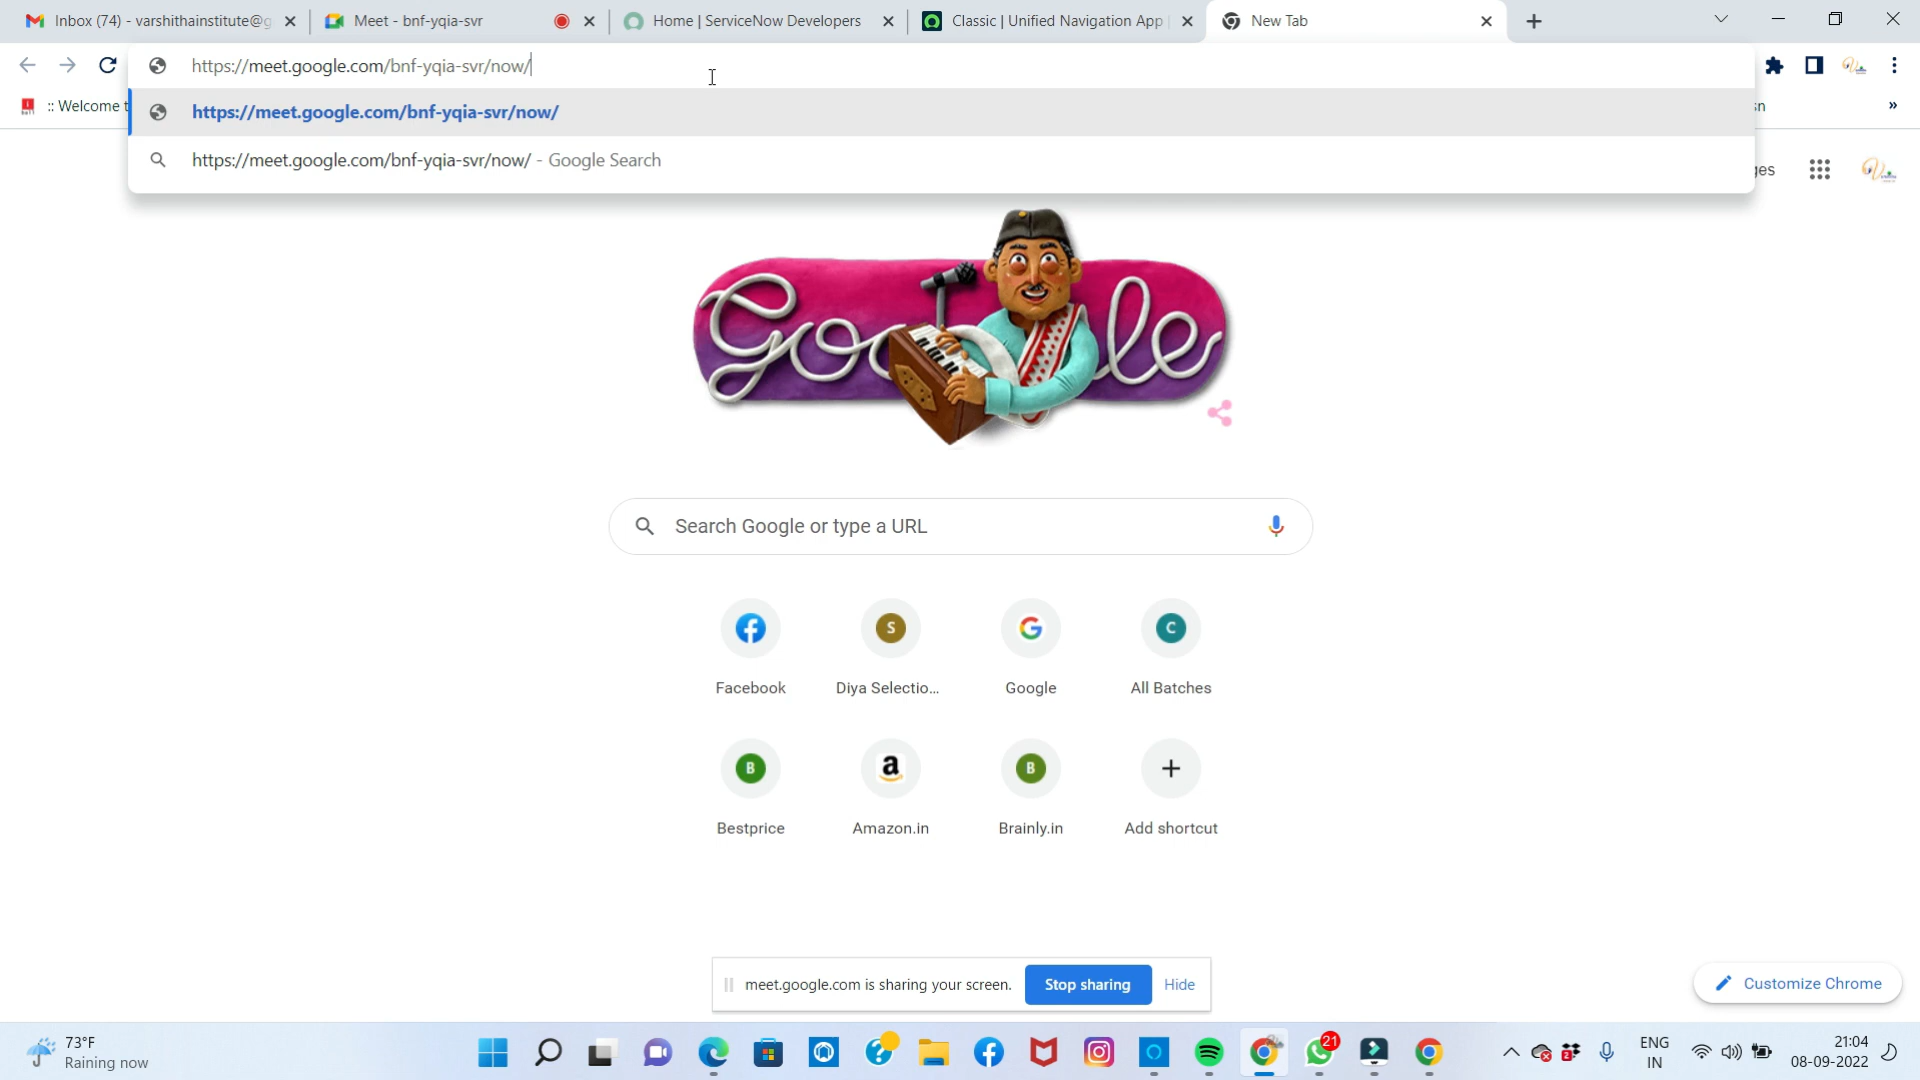 Inbox (74) - varshithainstitute@g
Meet - bnf-yqia-svr
Home | ServiceNow Developers
Classic | Unified Navigation App |
New Tab
https://meet.google.com/bnf-yqia-svr/now/
:: Welcome t
https://meet.google.com/bnf-yqia-svr/now/
https://meet.google.com/bnf-yqia-svr/now/ - Google Search
Google
Search Google or type a URL
Facebook
S
Diya Selectio...
G
Google
C
All Batches
B
Bestprice
a
Amazon.in
B
Brainly.in
Add shortcut
meet.google.com is sharing your screen.
Stop sharing
Hide
Customize Chrome
73°F
Raining now
21
ENG
IN
21:04
08-09-2022